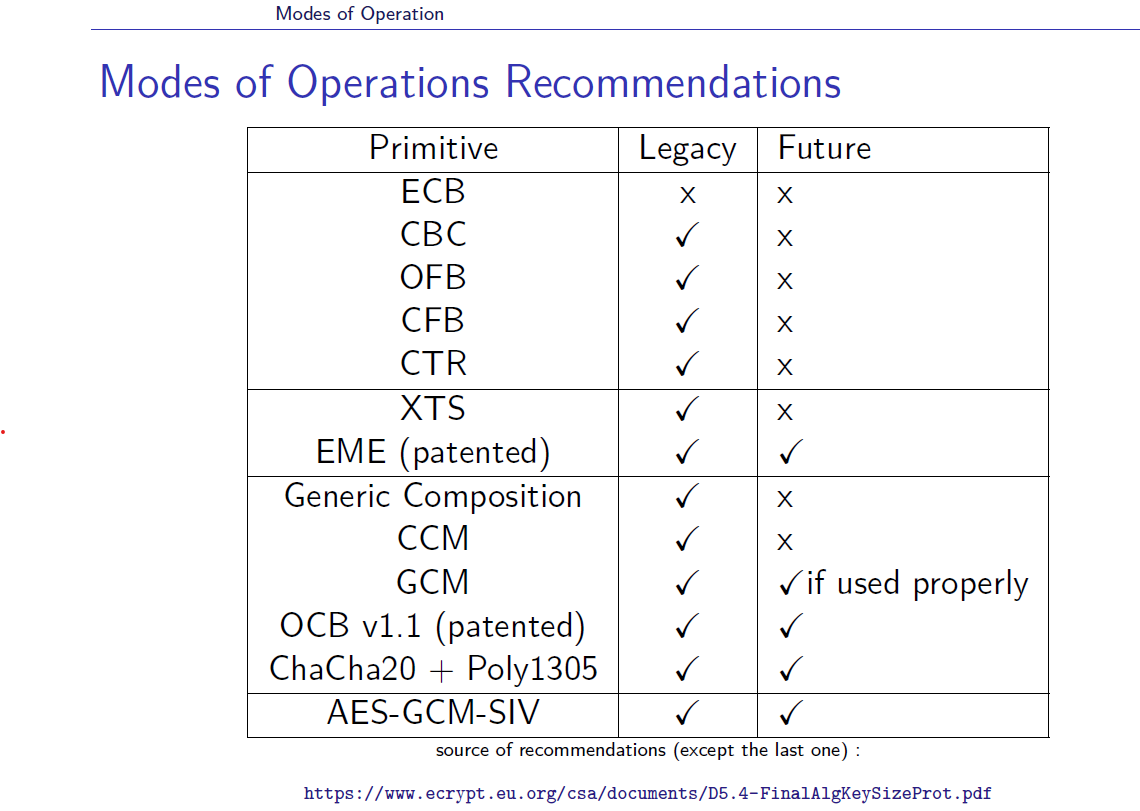 Modes of Operation
Modes of Operations Recommendations
Primitive Legacy Future
ECB x x
CBC ✓ x
OFB ✓ x
CFB ✓ x
CTR ✓ x
XTS ✓ x
EME (patented) ✓ ✓
Generic Composition ✓ x
CCM ✓ x
GCM ✓ ✓if used properly
OCB v1.1 (patented) ✓ ✓
ChaCha20 + Poly1305 ✓ ✓
AES-GCM-SIV ✓ ✓
source of recommendations (except the last one) :
https://www.ecrypt.eu.org/csa/documents/D5.4-FinalAlgKeySizeProt.pdf